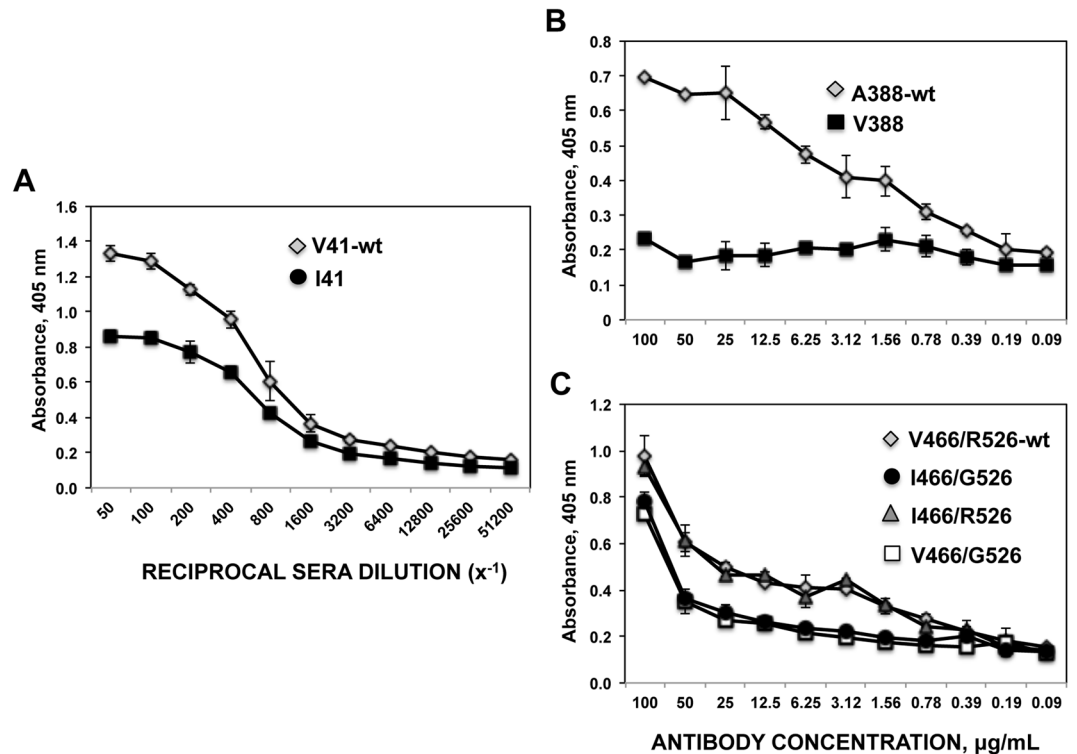 A
Absorbance, 405 nm
1.6
1.4
1.2
1.0
0.8
0.6
0.4
0.2
0.0
V41-wt
I41
50 100 200 400 800 1600 3200 6400 12800 25600 51200
RECIPROCAL SERA DILUTION (x-1)
B
Absorbance, 405 nm
0.8
0.7
0.6
0.5
0.4
0.3
0.2
0.1
0
A388-wt
V388
100 50 25 12.5 6.25 3.12 1.56 0.78 0.39 0.19 0.09
C
Absorbance, 405 nm
1.2
1.0
0.8
0.6
0.4
0.2
0.0
V466/R526-wt
I466/G526
I466/R526
V466/G526
100 50 25 12.5 6.25 3.12 1.56 0.78 0.39 0.19 0.09
ANTIBODY CONCENTRATION, µg/mL